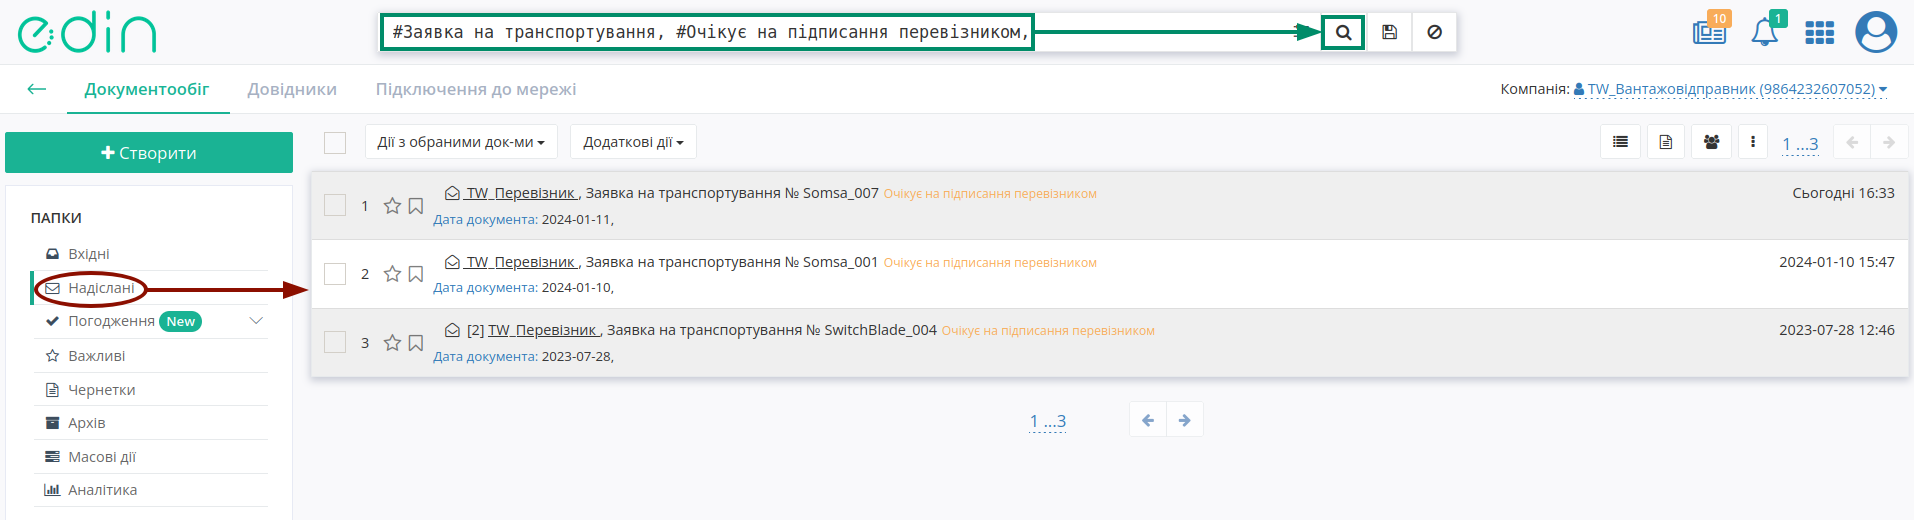 edin
#Заявка на транспортування, #Очікує на підписання перевізником,
10
1
Документообіг
Довідники
Підключення до мережі
Компанія: TW_Вантажовідправник (9864232607052)
Створити
Дії з обраними док-ми
Додаткові дії
1 ...3
ПАПКИ
Вхідні
Надіслані
Погодження New
Важливі
Чернетки
Архів
Масові дії
Аналітика
1 TW_Перевізник , Заявка на транспортування № Somsa_007 Очікує на підписання перевізником Сьогодні 16:33
Дата документа: 2024-01-11,
2 TW_Перевізник , Заявка на транспортування № Somsa_001 Очікує на підписання перевізником 2024-01-10 15:47
Дата документа: 2024-01-10,
3 [2] TW_Перевізник , Заявка на транспортування № SwitchBlade_004 Очікує на підписання перевізником 2023-07-28 12:46
Дата документа: 2023-07-28,
1 ...3